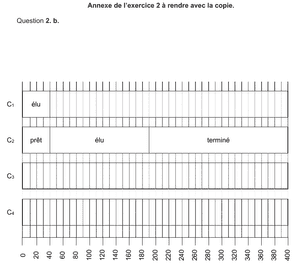 Annexe de l'exercice 2 à rendre avec la copie.
Question 2. b.
C₁ élu
C₂ prêt élu terminé
C₃
C₄
0 20 40 60 80 100 120 140 160 180 200 220 240 260 280 300 320 340 360 380 400